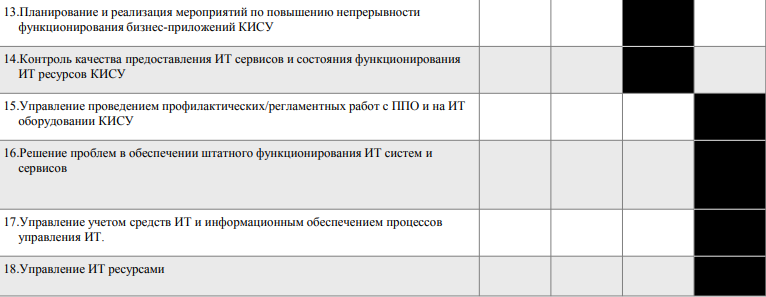 13.Планирование и реализация мероприятий по повышению непрерывности
функционирования бизнес-приложений КИСУ
14.Контроль качества предоставления ИТ сервисов и состояния функционирования
ИТ ресурсов КИСУ
15.Управление проведением профилактических/регламентных работ с ППО и на ИТ
оборудовании КИСУ
16.Решение проблем в обеспечении штатного функционирования ИТ систем и
сервисов
17.Управление учетом средств ИТ и информационным обеспечением процессов
управления ИТ.
18.Управление ИТ ресурсами